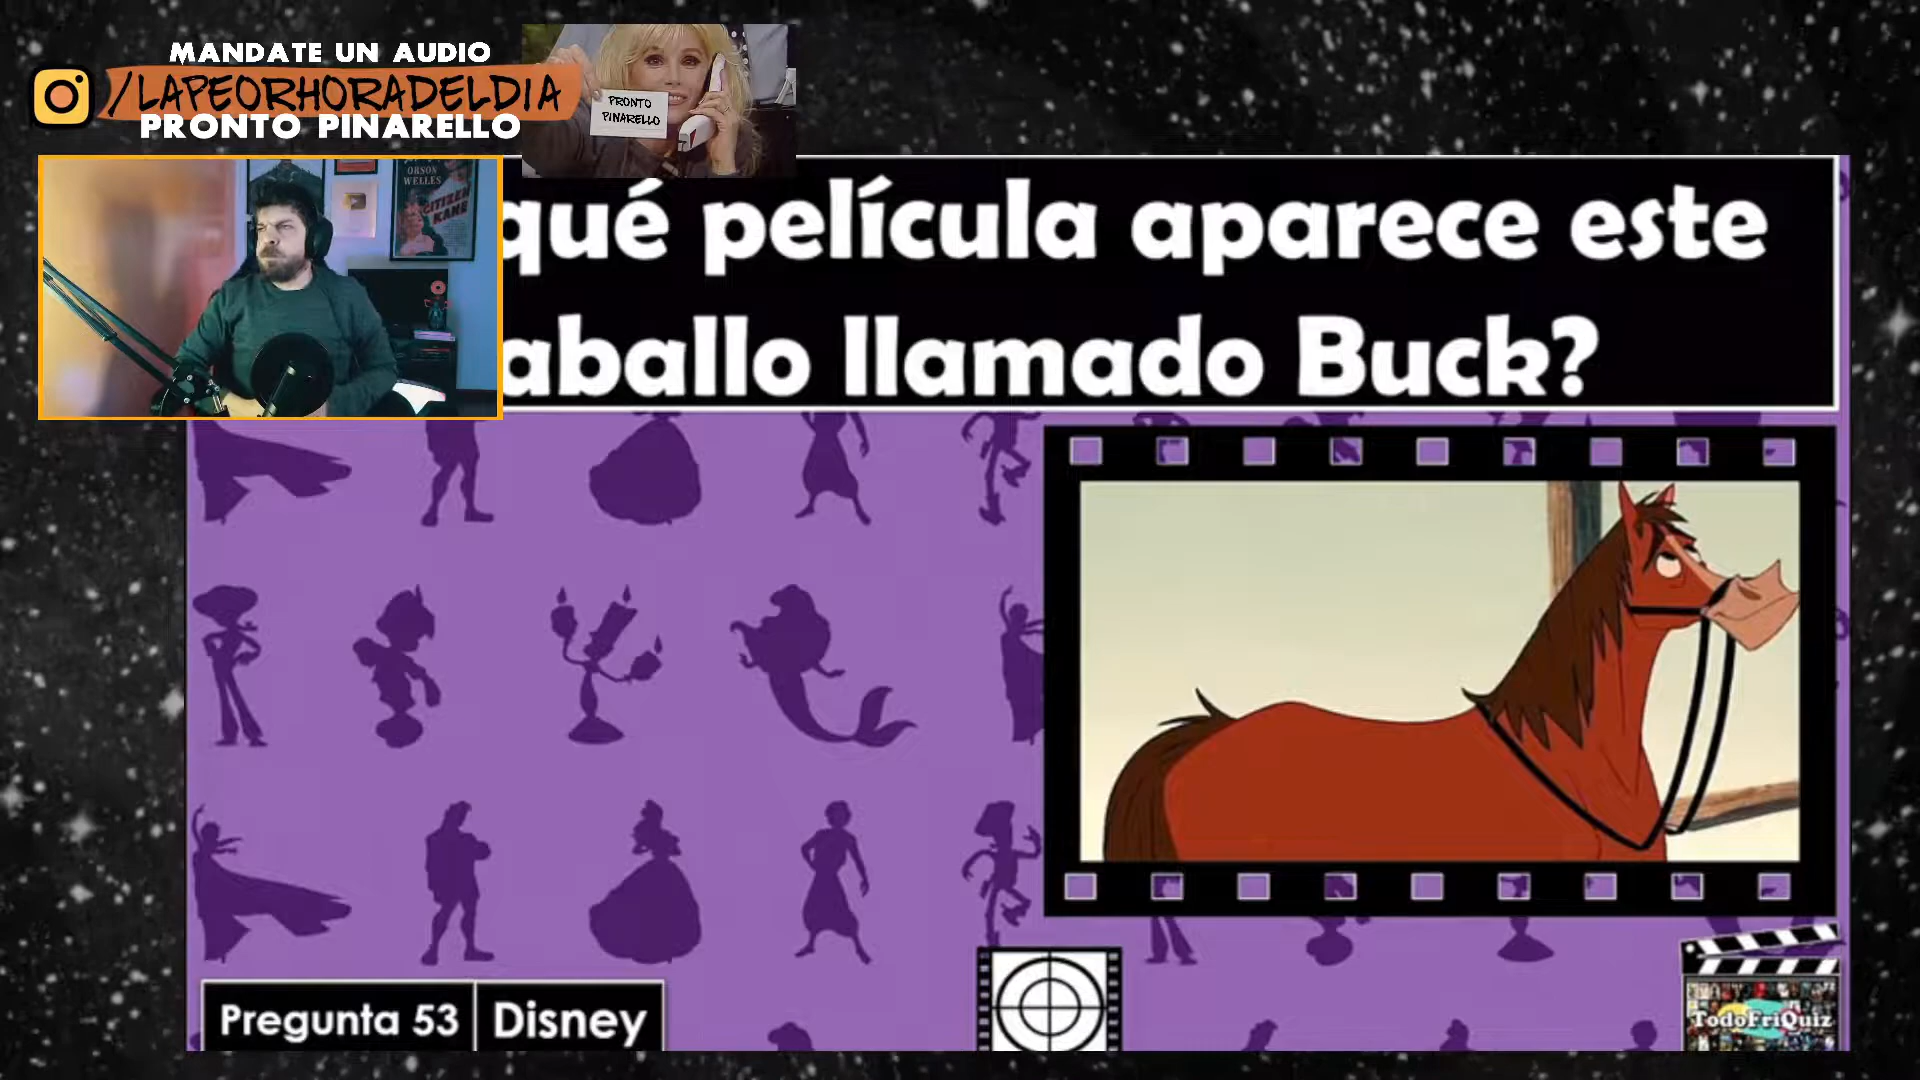 MANDATE UN AUDIO
/LAPEORHORADELDIA
PRONTO PINARELLO
PRONTO
PINARELLO
ORSON
WELLES
CITIZEN
KANE
qué película aparece este
aballo llamado Buck?
Pregunta 53
Disney
TodoFriQuiz